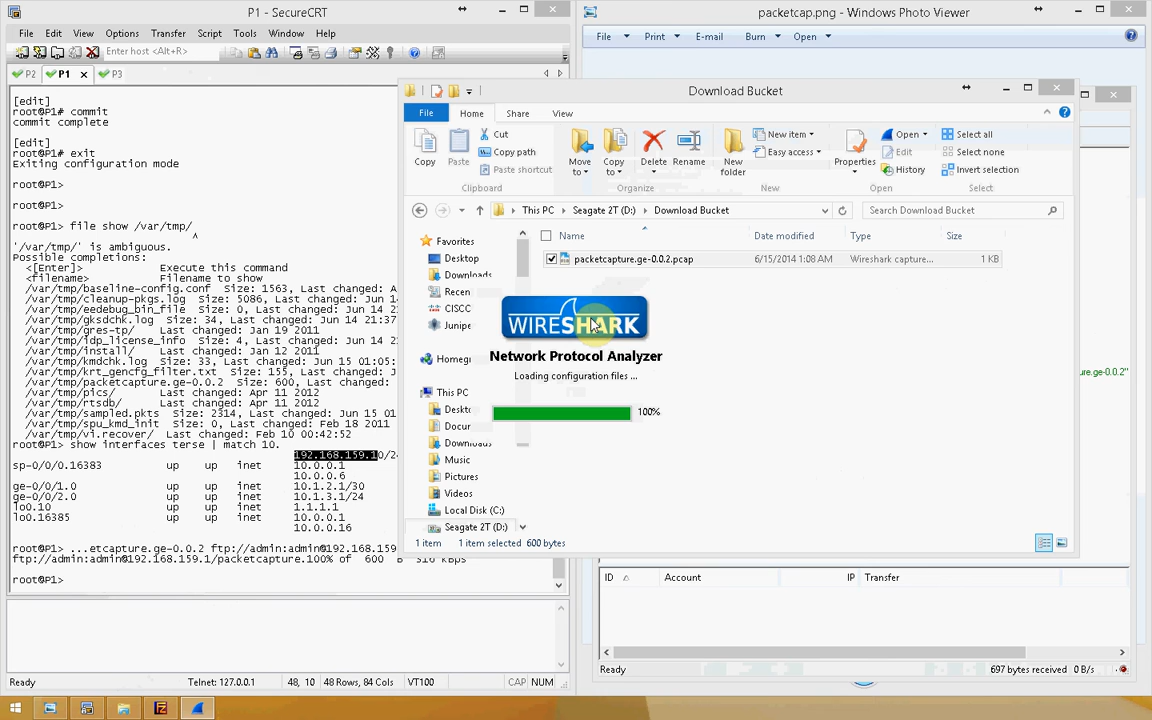 P1 - SecureCRT
File Edit View Options Transfer Script Tools Window Help
Enter host <Alt+R>
P2 P1 P3
[edit]
root@P1# commit
commit complete
[edit]
root@P1# exit
Exiting configuration mode
root@P1>
root@P1>
root@P1> file show /var/tmp/
^
'/var/tmp/' is ambiguous.
Possible completions:
<[Enter]> Execute this command
<filename> Filename to show
/var/tmp/baseline-config.conf Size: 1563, Last changed: A
/var/tmp/cleanup-pkgs.log Size: 5086, Last changed: Jun 1
/var/tmp/eedebug_bin_file Size: 0, Last changed: Jun 14 2
/var/tmp/gksdchk.log Size: 34, Last changed: Jun 14 21:37
/var/tmp/gres-tp/ Last changed: Jan 19 2011
/var/tmp/idp_license_info Size: 4, Last changed: Jun 14
/var/tmp/install/ Last changed: Jan 12 2011
/var/tmp/kmdchk.log Size: 33, Last changed: Jun 15 01:05:
/var/tmp/krt_gencfg_filter.txt Size: 155, Last changed:
/var/tmp/packetcapture.ge-0.0.2 Size: 600, Last changed:
/var/tmp/pics/ Last changed: Apr 11 2012
/var/tmp/rtsdb/ Last changed: Apr 11 2012
/var/tmp/sampled.pkts Size: 2314, Last changed: Jun 15 01
/var/tmp/spu_kmd_init Size: 0, Last changed: Feb 18 2011
/var/tmp/vi.recover/ Last changed: Feb 10 00:42:52
root@P1> show interfaces terse | match 10.
192.168.159.10/24
sp-0/0/0.16383 up up inet 10.0.0.1
10.0.0.6
ge-0/0/1.0 up up inet 10.1.2.1/30
ge-0/0/2.0 up up inet 10.1.3.1/24
lo0.10 up up inet 1.1.1.1
lo0.16385 up up inet 10.0.0.1
10.0.0.16
root@P1> ...etcapture.ge-0.0.2 ftp://admin:admin@192.168.159
ftp://admin:admin@192.168.159.1/packetcapture.100% of 600 B 516 kBps
root@P1>
Ready Telnet: 127.0.0.1 48, 10 48 Rows, 84 Cols VT100 CAP NUM
packetcap.png - Windows Photo Viewer
File Print E-mail Burn Open
Download Bucket
File Home Share View
Copy Paste Cut Copy path Paste shortcut
Clipboard
Move to Copy to Delete Rename
Organize
New folder New item Easy access
New
Properties Open Edit History
Open
Select all Select none Invert selection
Select
This PC Seagate 2T (D:) Download Bucket
Search Download Bucket
Name Date modified Type Size
packetcapture.ge-0.0.2.pcap 6/15/2014 1:08 AM Wireshark capture... 1 KB
Favorites
Desktop
Downloads
Recen
CISCC
Junipe
Homegr
This PC
Deskto
Docur
Downloads
Music
Pictures
Videos
Local Disk (C:)
Seagate 2T (D:)
1 item 1 item selected 600 bytes
WIRESHARK
Network Protocol Analyzer
Loading configuration files ...
100%
ure.ge-0.0.2"
ID Account IP Transfer
Ready 697 bytes received 0 B/s